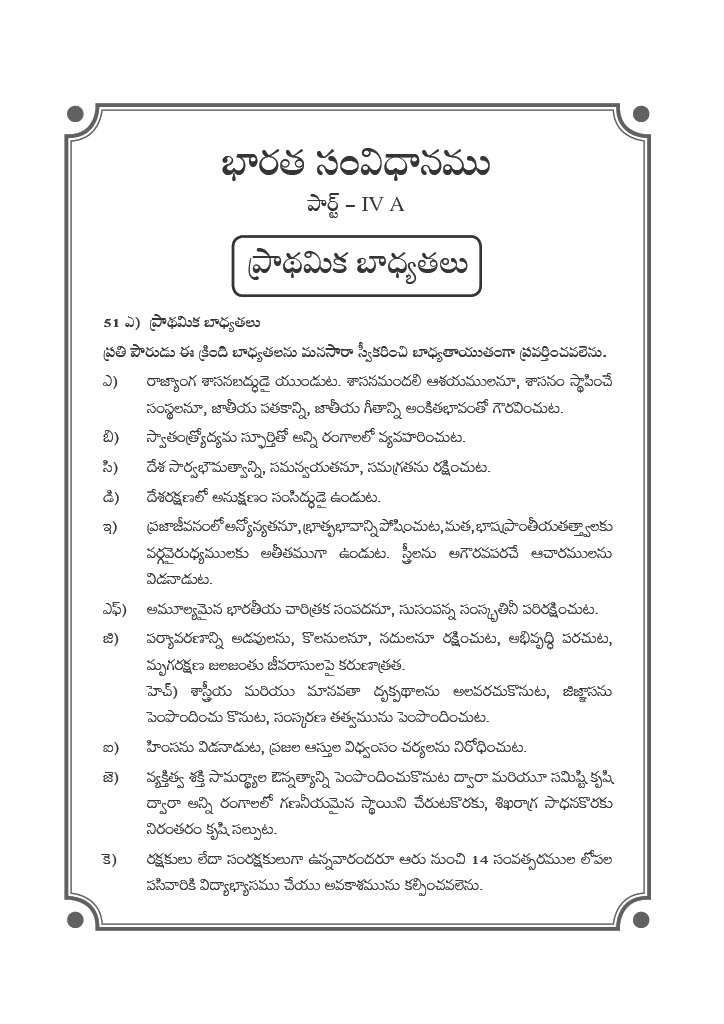 భారత సంవిధానము
పార్ట్ – IV A
ప్రాథమిక బాధ్యతలు
51 ఎ) ప్రాథమిక బాధ్యతలు
ప్రతి పౌరుడు ఈ క్రింది బాధ్యతలను మనసారా స్వీకరించి బాధ్యతాయుతంగా ప్రవర్తించవలెను.
ఎ) రాజ్యాంగ శాసనబద్ధుడై యుండుట. శాసనమండలి ఆశయములనూ, శాసనం స్థాపించే
సంస్థలనూ, జాతీయ పతకాన్ని, జాతీయ గీతాన్ని అంకితభావంతో గౌరవించుట.
బి) స్వాతంత్ర్యోద్యమ స్ఫూర్తితో అన్ని రంగాలలో వ్యవహరించుట.
సి) దేశ సార్వభౌమత్వాన్ని, సమన్వయతనూ, సమగ్రతను రక్షించుట.
డి) దేశరక్షణలో అనుక్షణం సంసిద్ధుడై ఉండుట.
ఇ) ప్రజాజీవనంలో అన్యోన్యతనూ, భ్రాతృభావాన్ని పోషించుట, మత, భాష ప్రాంతీయతత్త్వాలకు
వర్గవైరుధ్యములకు అతీతముగా ఉండుట. స్త్రీలను అగౌరవపరచే ఆచారములను
విడనాడుట.
ఎఫ్) అమూల్యమైన భారతీయ చారిత్రక సంపదనూ, సుసంపన్న సంస్కృతినీ పరిరక్షించుట.
జి) పర్యావరణాన్ని అడవులను, కొలనులనూ, నదులనూ రక్షించుట, అభివృద్ధి పరచుట,
మృగరక్షణ జలజంతు జీవరాసులపై కరుణార్థత.
హెచ్) శాస్త్రీయ మరియు మానవతా దృక్పథాలను అలవరచుకొనుట, జిజ్ఞాసను
పెంపొందించు కొనుట, సంస్కరణ తత్వమును పెంపొందించుట.
ఐ) హింసను విడనాడుట, ప్రజల ఆస్తుల విధ్వంసం చర్యలను నిరోధించుట.
జె) వ్యక్తిత్వ శక్తి సామర్థ్యాల ఔన్నత్యాన్ని పెంపొందించుకొనుట ద్వారా మరియూ సమిష్టి కృషి
ద్వారా అన్ని రంగాలలో గణనీయమైన స్థాయిని చేరుటకొరకు, శిఖరాగ్ర సాధనకొరకు
నిరంతరం కృషి సల్పుట.
కె) రక్షకులు లేదా సంరక్షకులుగా ఉన్నవారందరూ ఆరు నుంచి 14 సంవత్సరముల లోపల
పసివారికి విద్యాభ్యాసము చేయు అవకాశమును కల్పించవలెను.